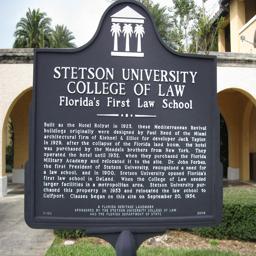 STETSON UNIVERSITY
COLLEGE OF LAW
Florida's First Law School
Built as the Hotel Rolyat in 1925, these Mediterranean Revival
buildings originally were designed by Paul Reed of the Miami
architectural firm of Kiehnel & Elliot for developer Jack Taylor.
In 1929, after the collapse of the Florida land boom, the hotel
was purchased by the Mandels brothers from New York. They
operated the hotel until 1932, when they purchased the Florida
Military Academy and relocated it to the site. Dr. John Forbes,
the first President of Stetson University, recognized a need for
a law school, and in 1900, Stetson University opened Florida's
first law school in DeLand. When the College of Law needed
larger facilities in a metropolitan area, Stetson University pur-
chased this property in 1953 and relocated the law school to
Gulfport. Classes began on this site on September 20, 1954.
A FLORIDA HERITAGE LANDMARK
SPONSORED BY THE STETSON UNIVERSITY COLLEGE OF LAW
AND THE FLORIDA DEPARTMENT OF STATE